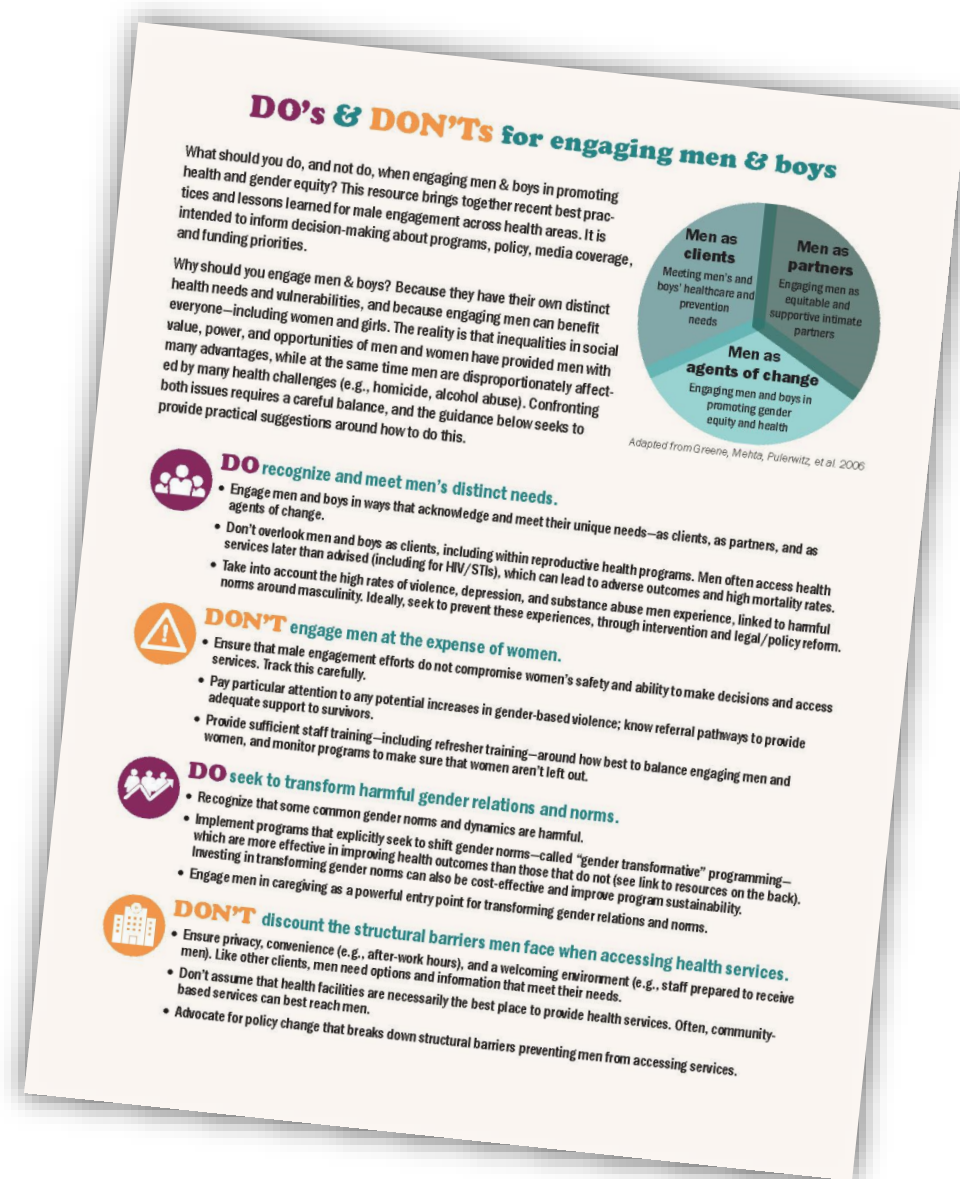 DO's & DON'Ts for engaging men & boys
What should you do, and not do, when engaging men & boys in promoting
health and gender equity? This resource brings together recent best prac-
tices and lessons learned for male engagement across health areas. It is
intended to inform decision-making about programs, policy, media coverage,
and funding priorities.
Why should you engage men & boys? Because they have their own distinct
health needs and vulnerabilities, and because engaging men can benefit
everyone—including women and girls. The reality is that inequalities in social
value, power, and opportunities of men and women have provided men with
many advantages, while at the same time men are disproportionately affect-
ed by many health challenges (e.g., homicide, alcohol abuse). Confronting
both issues requires a careful balance, and the guidance below seeks to
provide practical suggestions around how to do this.
Men as
clients
Meeting men's and
boys' healthcare and
prevention
needs
Men as
partners
Engaging men as
equitable and
supportive intimate
partners
Men as
agents of change
Engaging men and boys in
promoting gender
equity and health
Adapted from Greene, Mehta, Pulerwitz, et al. 2006
DO recognize and meet men's distinct needs.
• Engage men and boys in ways that acknowledge and meet their unique needs—as clients, as partners, and as
agents of change.
• Don't overlook men and boys as clients, including within reproductive health programs. Men often access health
services later than advised (including for HIV/STIs), which can lead to adverse outcomes and high mortality rates.
• Take into account the high rates of violence, depression, and substance abuse men experience, linked to harmful
norms around masculinity. Ideally, seek to prevent these experiences, through intervention and legal/policy reform.
DON'T engage men at the expense of women.
• Ensure that male engagement efforts do not compromise women's safety and ability to make decisions and access
services. Track this carefully.
• Pay particular attention to any potential increases in gender-based violence; know referral pathways to provide
adequate support to survivors.
• Provide sufficient staff training—including refresher training—around how best to balance engaging men and
women, and monitor programs to make sure that women aren't left out.
DO seek to transform harmful gender relations and norms.
• Recognize that some common gender norms and dynamics are harmful.
• Implement programs that explicitly seek to shift gender norms—called "gender transformative" programming—
which are more effective in improving health outcomes than those that do not (see link to resources on the back).
Investing in transforming gender norms can also be cost-effective and improve program sustainability.
• Engage men in caregiving as a powerful entry point for transforming gender relations and norms.
DON'T discount the structural barriers men face when accessing health services.
• Ensure privacy, convenience (e.g., after-work hours), and a welcoming environment (e.g., staff prepared to receive
men). Like other clients, men need options and information that meet their needs.
• Don't assume that health facilities are necessarily the best place to provide health services. Often, community-
based services can best reach men.
• Advocate for policy change that breaks down structural barriers preventing men from accessing services.